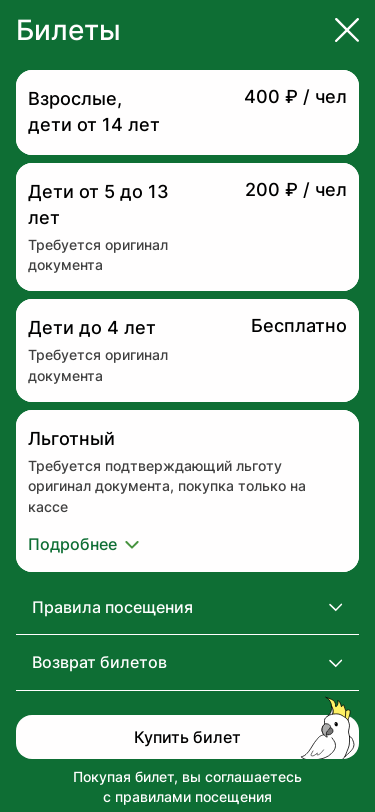 Билеты
Взрослые,
дети от 14 лет
400 ₽ / чел
Дети от 5 до 13
лет
200 ₽ / чел
Требуется оригинал
документа
Дети до 4 лет
Бесплатно
Требуется оригинал
документа
Льготный
Требуется подтверждающий льготу
оригинал документа, покупка только на
кассе
Подробнее
Правила посещения
Возврат билетов
Купить билет
Покупая билет, вы соглашаетесь
с правилами посещения